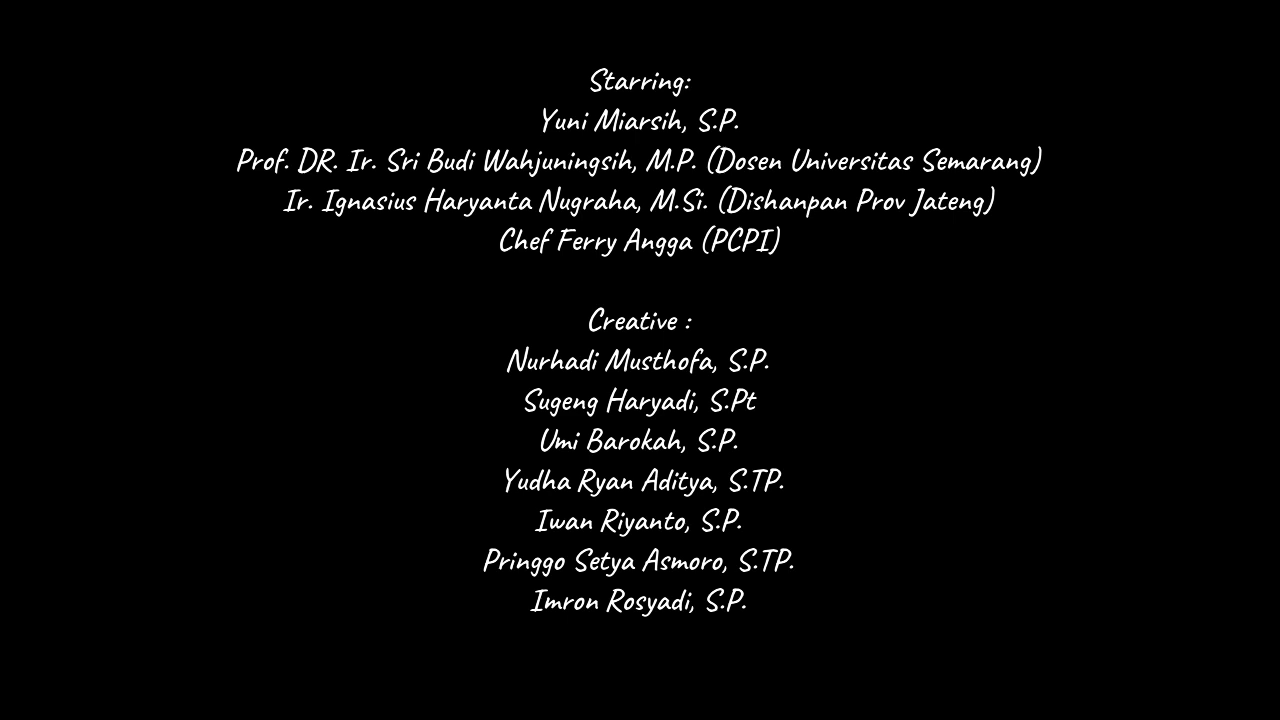 Starring:
Yuni Miarsih, S.P.
Prof. DR. Ir. Sri Budi Wahjuningsih, M.P. (Dosen Universitas Semarang)
Ir. Ignasius Haryanta Nugraha, M.Si. (Dishanpan Prov Jateng)
Chef Ferry Angga (PCPI)
Creative :
Nurhadi Musthofa, S.P.
Sugeng Haryadi, S.Pt
Umi Barokah, S.P.
Yudha Ryan Aditya, S.TP.
Iwan Riyanto, S.P.
Pringgo Setya Asmoro, S.TP.
Imron Rosyadi, S.P.